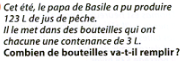 Cet été, le papa de Basile a pu produire
123 L de jus de pêche.
Il le met dans des bouteilles qui ont
chacune une contenance de 3 L.
Combien de bouteilles va-t-il remplir ?